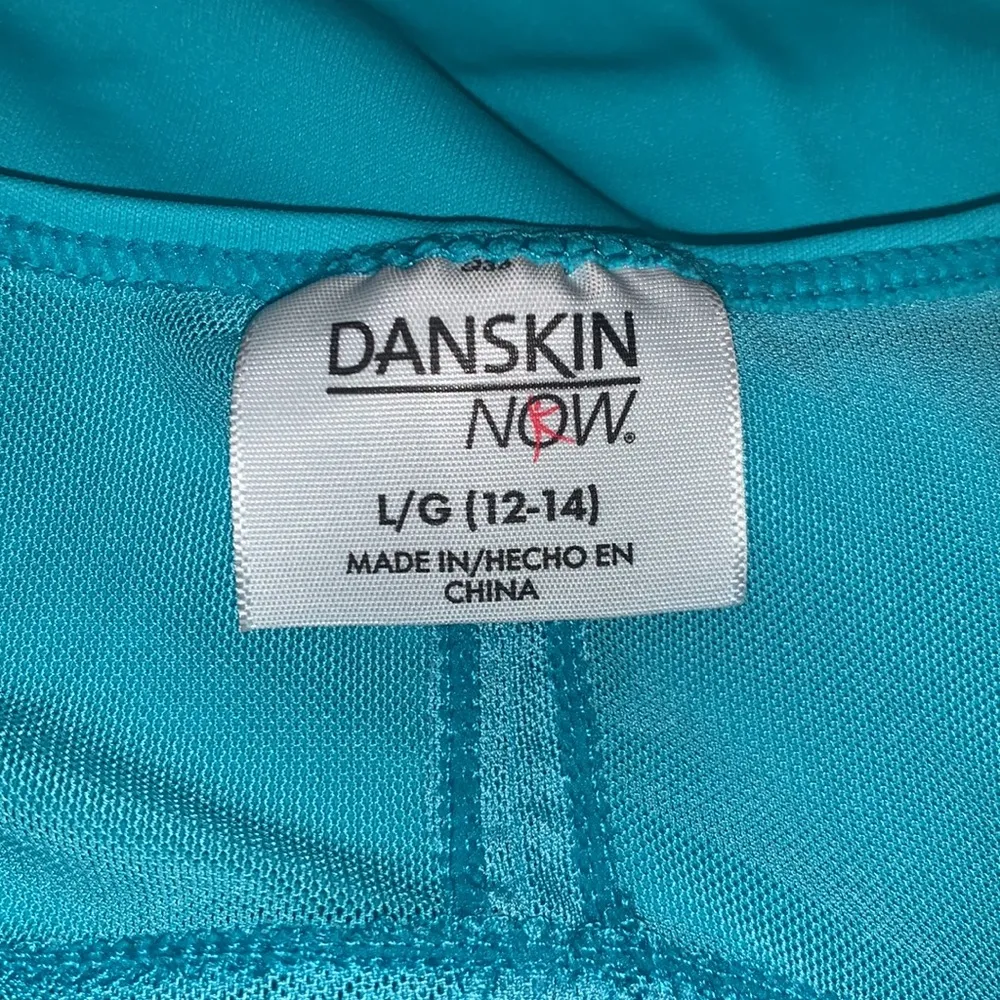 DANSKIN
NOW®
L/G (12-14)
MADE IN/HECHO EN
CHINA